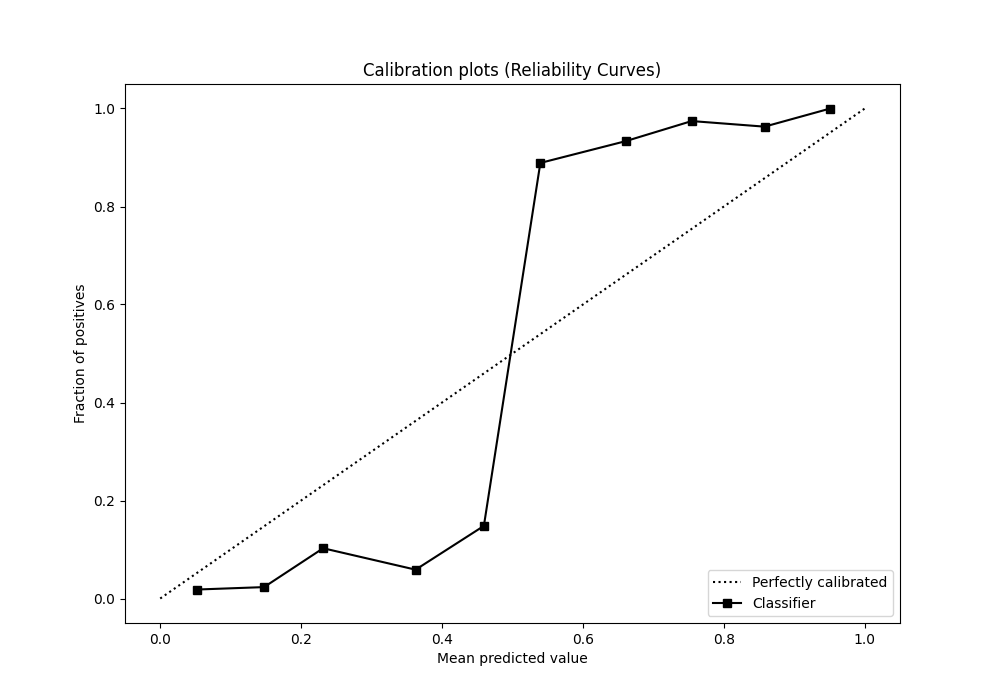 Calibration plots (Reliability Curves)
1.0
0.8
0.6
0.4
0.2
0.0
Fraction of positives
0.0 0.2 0.4 0.6 0.8 1.0
Mean predicted value
Perfectly calibrated
Classifier